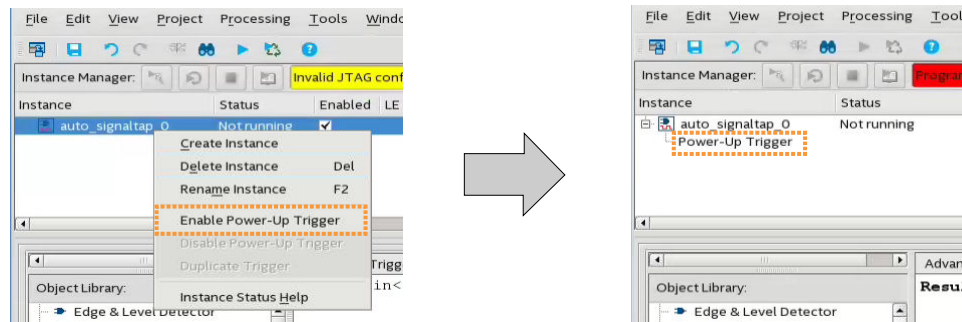 File Edit View Project Processing Tools Windo
Instance Manager: Invalid JTAG conf
Instance Status Enabled LE
auto_signaltap_0 Not running
Create Instance
Delete Instance Del
Rename Instance F2
Enable Power-Up Trigger
Disable Power-Up Trigger
Duplicate Trigger
Trigg
Object Library:
in<
Instance Status Help
Edge & Level Detector
File Edit View Project Processing Tool
Instance Manager: Program
Instance Status
auto_signaltap_0 Not running
Power-Up Trigger
Advan
Object Library:
Resu
Edge & Level Detector